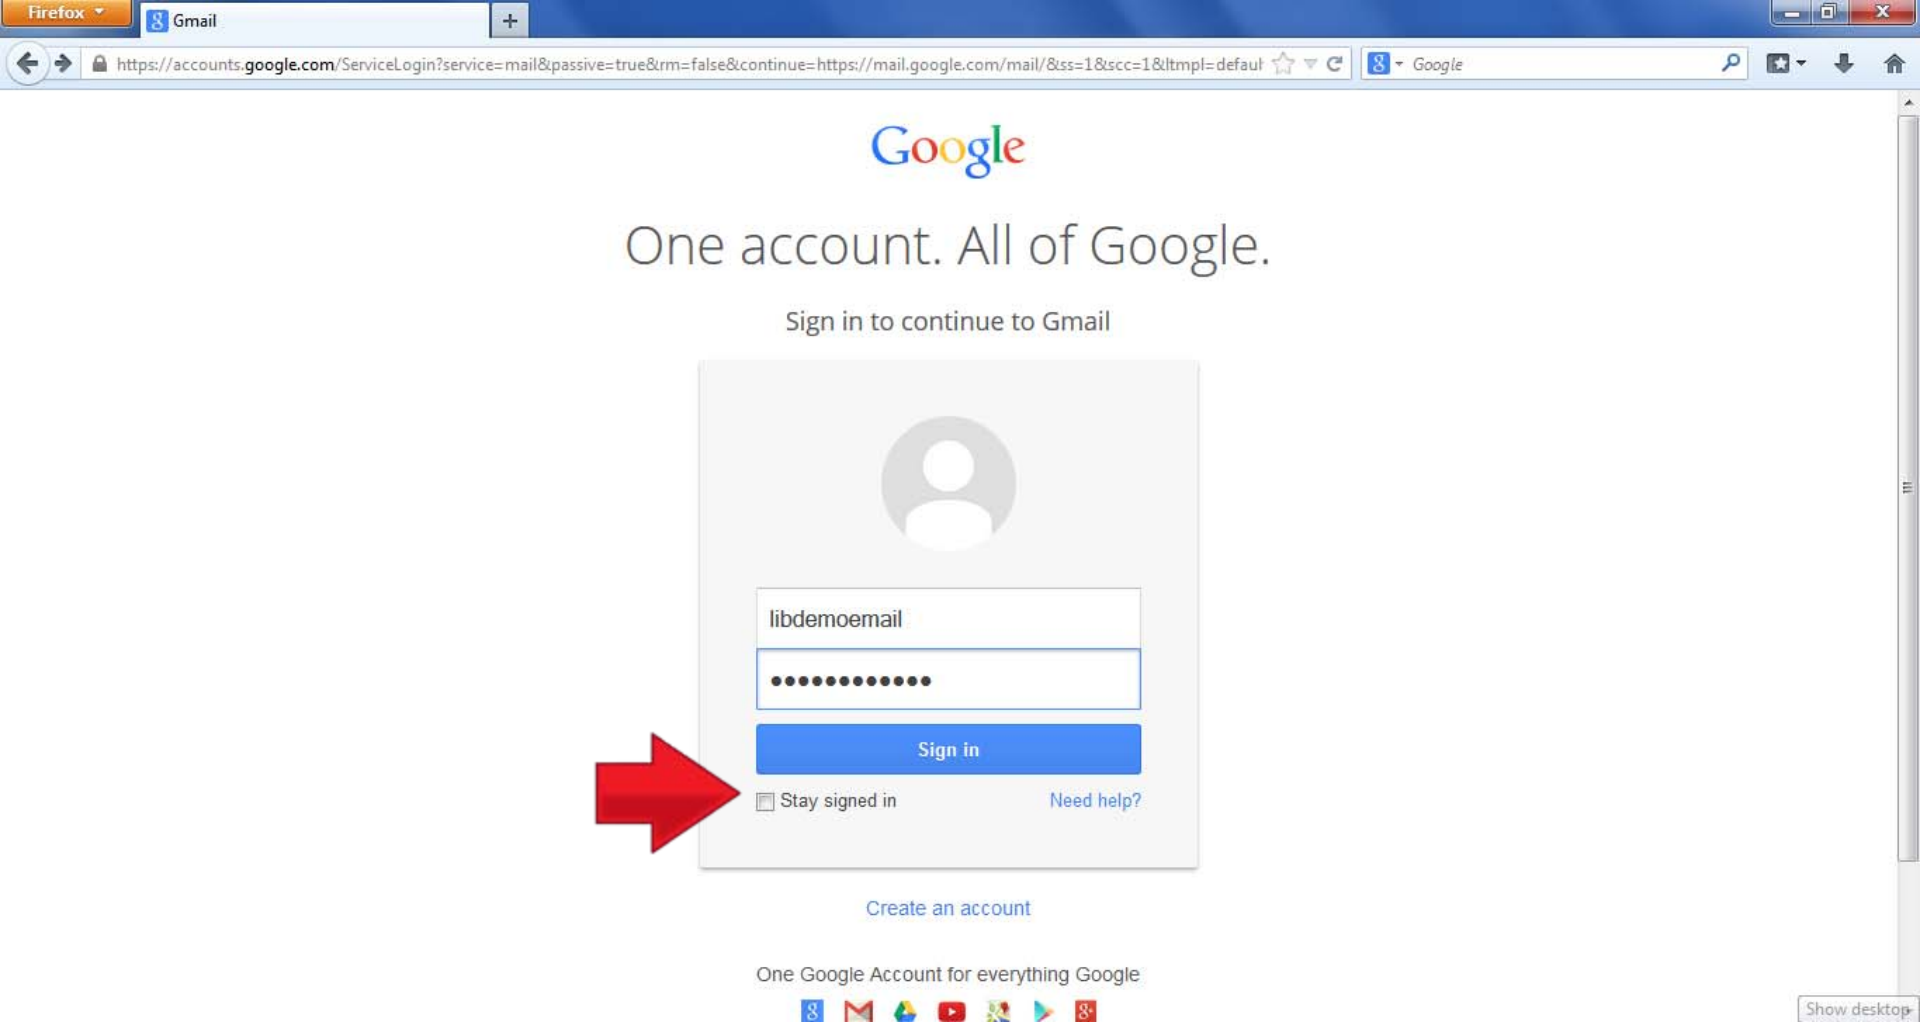 Firefox
Gmail
https://accounts.google.com/ServiceLogin?service=mail&passive=true&rm=false&continue=https://mail.google.com/mail/&ss=1&scc=1&ltmpl=defaul
Google
Google
One account. All of Google.
Sign in to continue to Gmail
libdemoemail
Sign in
Stay signed in
Need help?
Create an account
One Google Account for everything Google
Show desktop